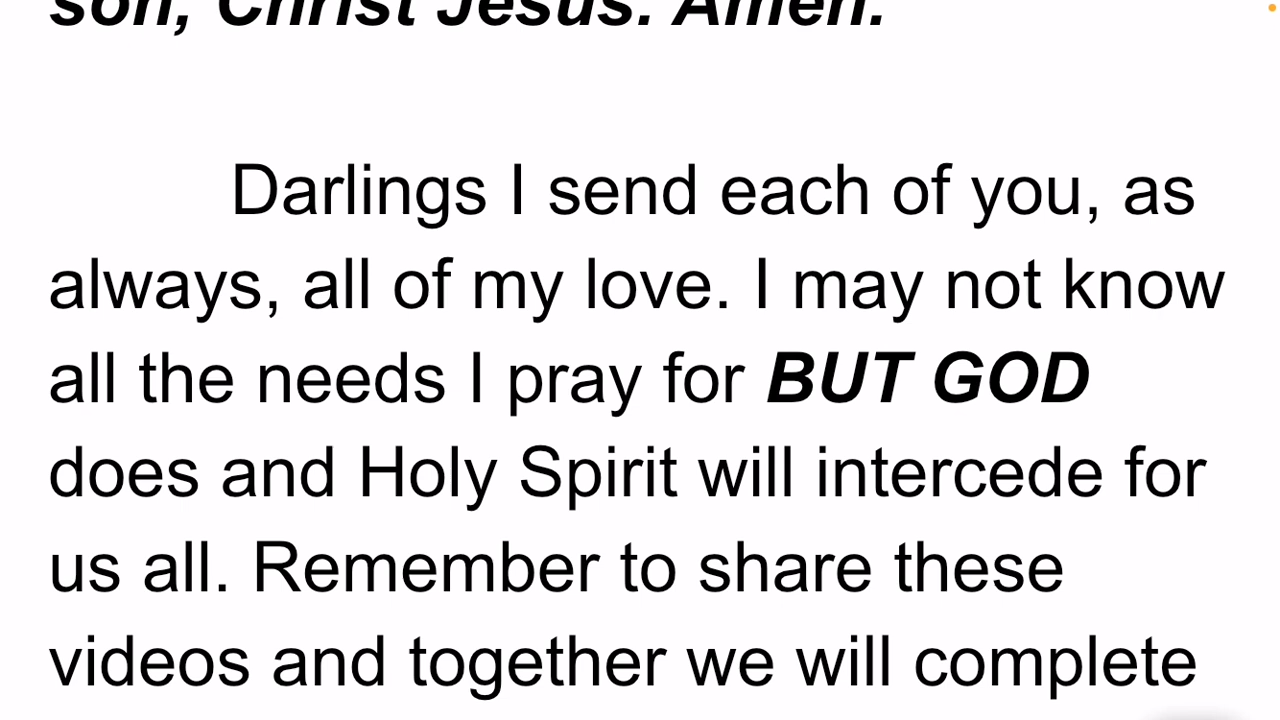 son, Christ Jesus. Amen.
Darlings I send each of you, as
always, all of my love. I may not know
all the needs I pray for BUT GOD
does and Holy Spirit will intercede for
us all. Remember to share these
videos and together we will complete